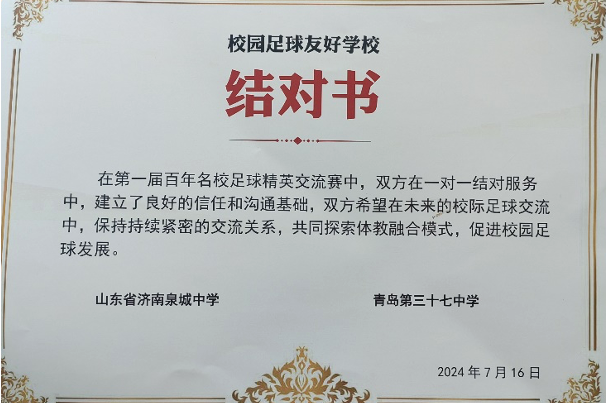 校园足球友好学校
结对书
在第一届百年名校足球精英交流赛中，双方在一对一结对服务
中，建立了良好的信任和沟通基础，双方希望在未来的校际足球交流
中，保持持续紧密的交流关系，共同探索体教融合模式，促进校园足
球发展。
山东省济南泉城中学 青岛第三十七中学
2024年7月16日